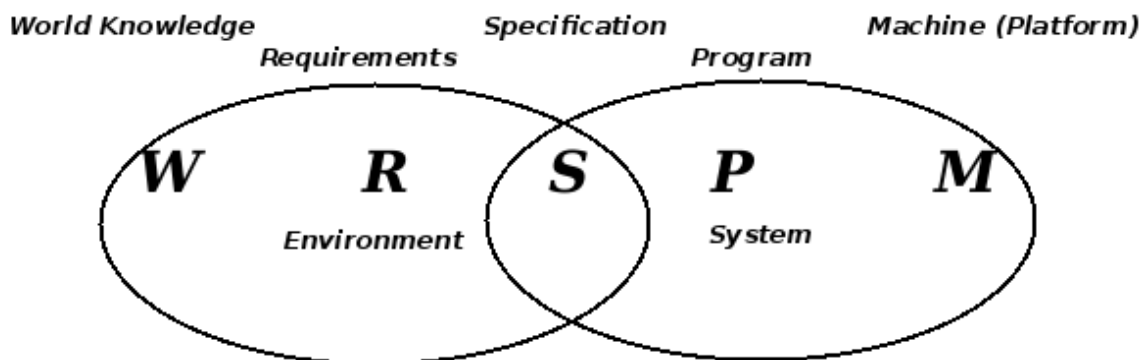 World Knowledge Specification Machine (Platform)
Requirements Program
W R S P M
Environment System